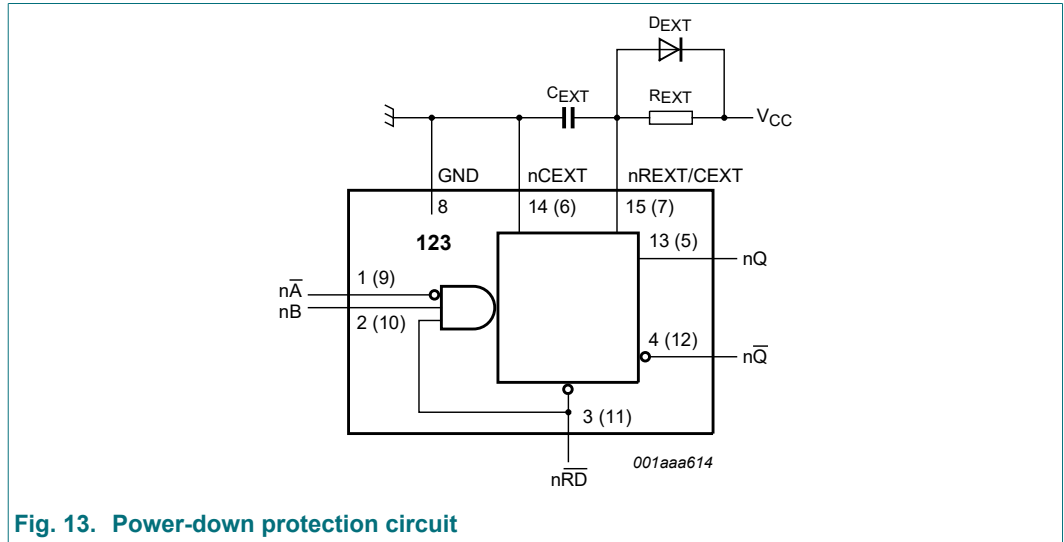 DEXT
CEXT
REXT
VCC
GND
nCEXT
nREXT/CEXT
8
14 (6)
15 (7)
123
13 (5)
nQ
1 (9)
nA̅
nB
2 (10)
4 (12)
nQ̅
3 (11)
001aaa614
nR̅D̅
Fig. 13. Power-down protection circuit